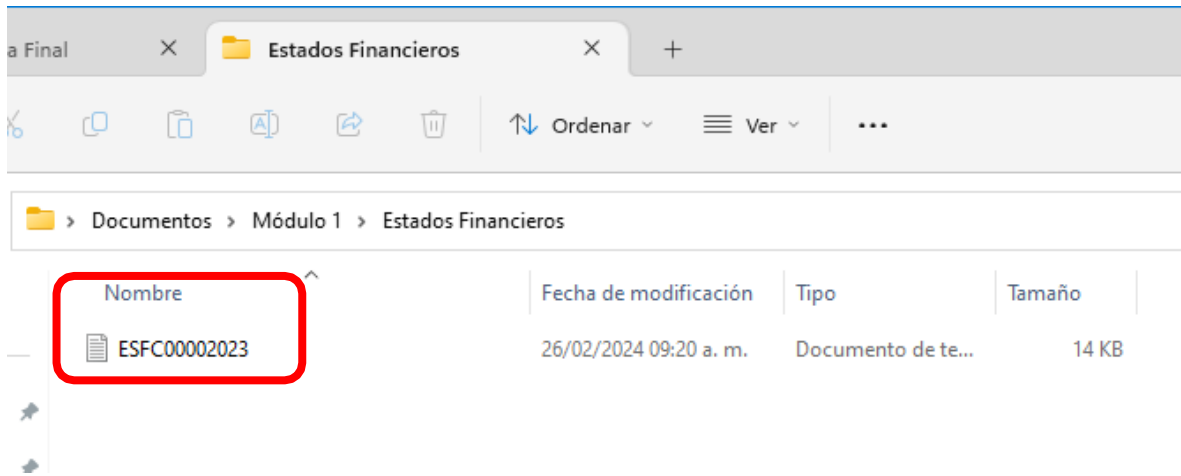 a Final
Estados Financieros
Ordenar
Ver
Documentos > Módulo 1 > Estados Financieros
Nombre Fecha de modificación Tipo Tamaño
ESFC00002023 26/02/2024 09:20 a. m. Documento de te... 14 KB